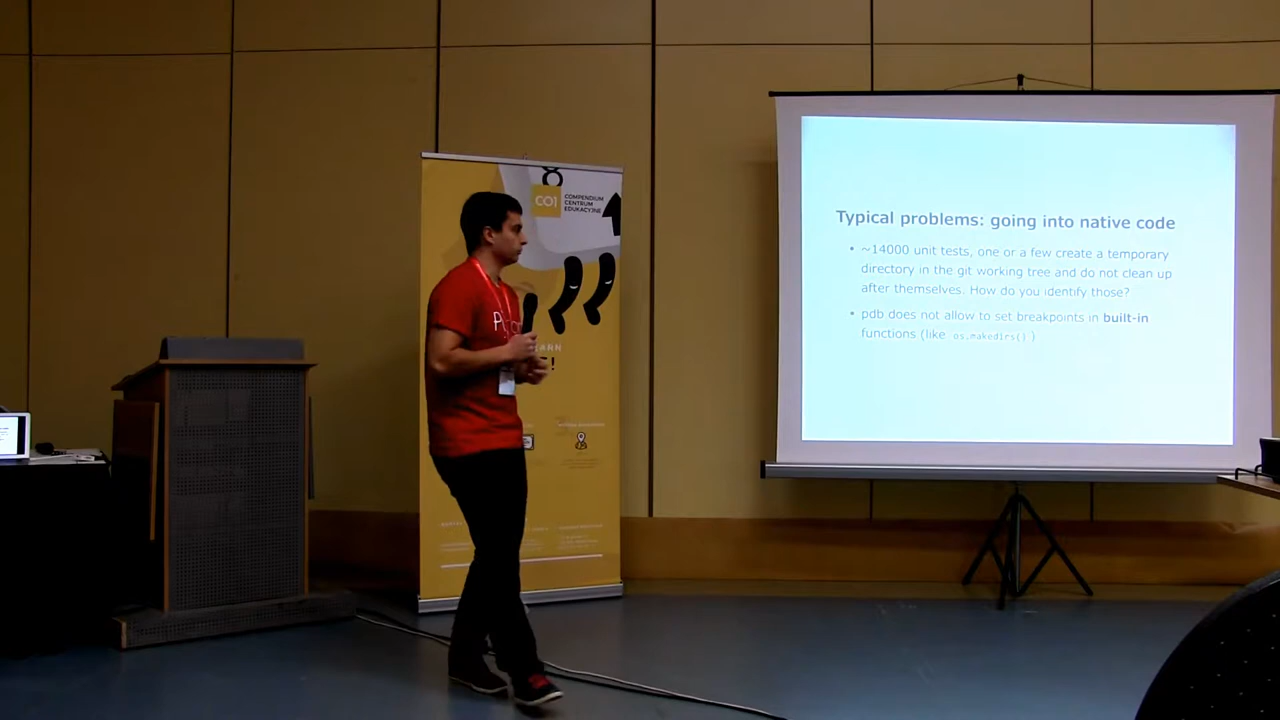 CO1
COMPENDIUM
CENTRUM
EDUKACYJNE
Typical problems: going into native code
• ~14000 unit tests, one or a few create a temporary
directory in the git working tree and do not clean up
after themselves. How do you identify those?
• pdb does not allow to set breakpoints in built-in
functions (like os.makedirs() )